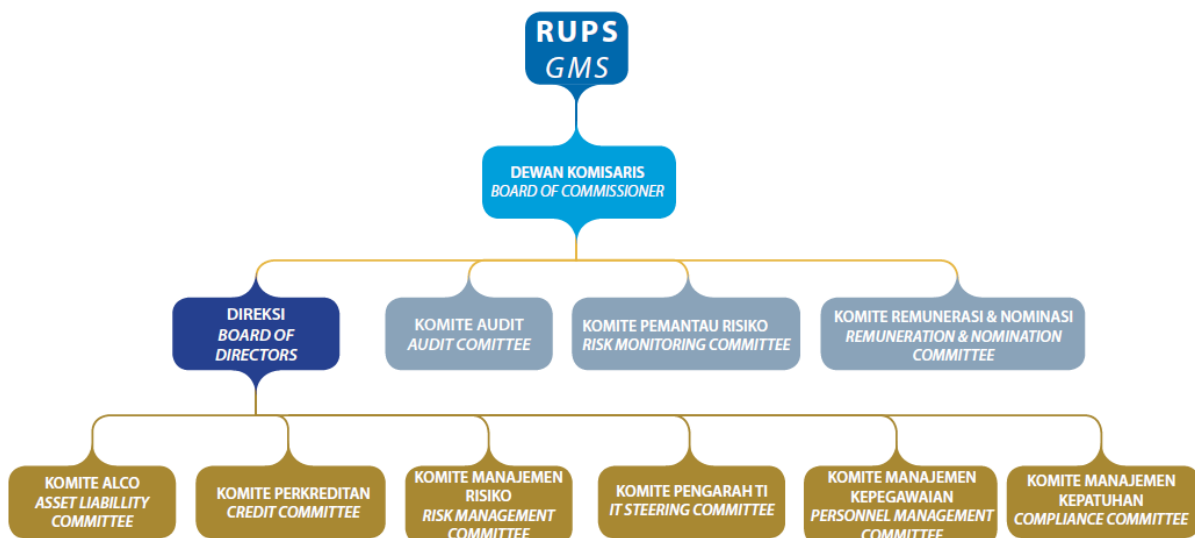 RUPS
GMS
DEWAN KOMISARIS
BOARD OF COMMISSIONER
DIREKSI
BOARD OF
DIRECTORS
KOMITE AUDIT
AUDIT COMITTEE
KOMITE PEMANTAU RISIKO
RISK MONITORING COMMITTEE
KOMITE REMUNERASI & NOMINASI
REMUNERATION & NOMINATION
COMMITTEE
KOMITE ALCO
ASSET LIABILLITY
COMMITTEE
KOMITE PERKREDITAN
CREDIT COMMITTEE
KOMITE MANAJEMEN
RISIKO
RISK MANAGEMENT
COMMITTEE
KOMITE PENGARAH TI
IT STEERING COMMITTEE
KOMITE MANAJEMEN
KEPEGAWAIAN
PERSONNEL MANAGEMENT
COMMITTEE
KOMITE MANAJEMEN
KEPATUHAN
COMPLIANCE COMMITTEE